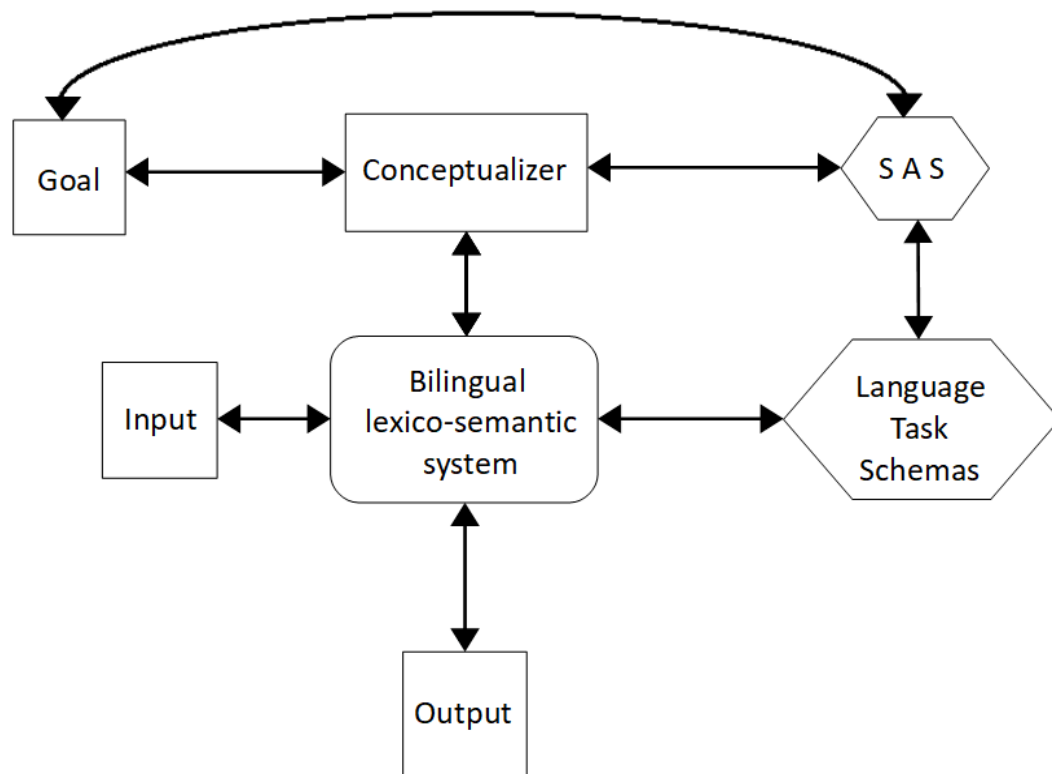 Goal
Conceptualizer
S A S
Input
Bilingual
lexico-semantic
system
Language
Task
Schemas
Output